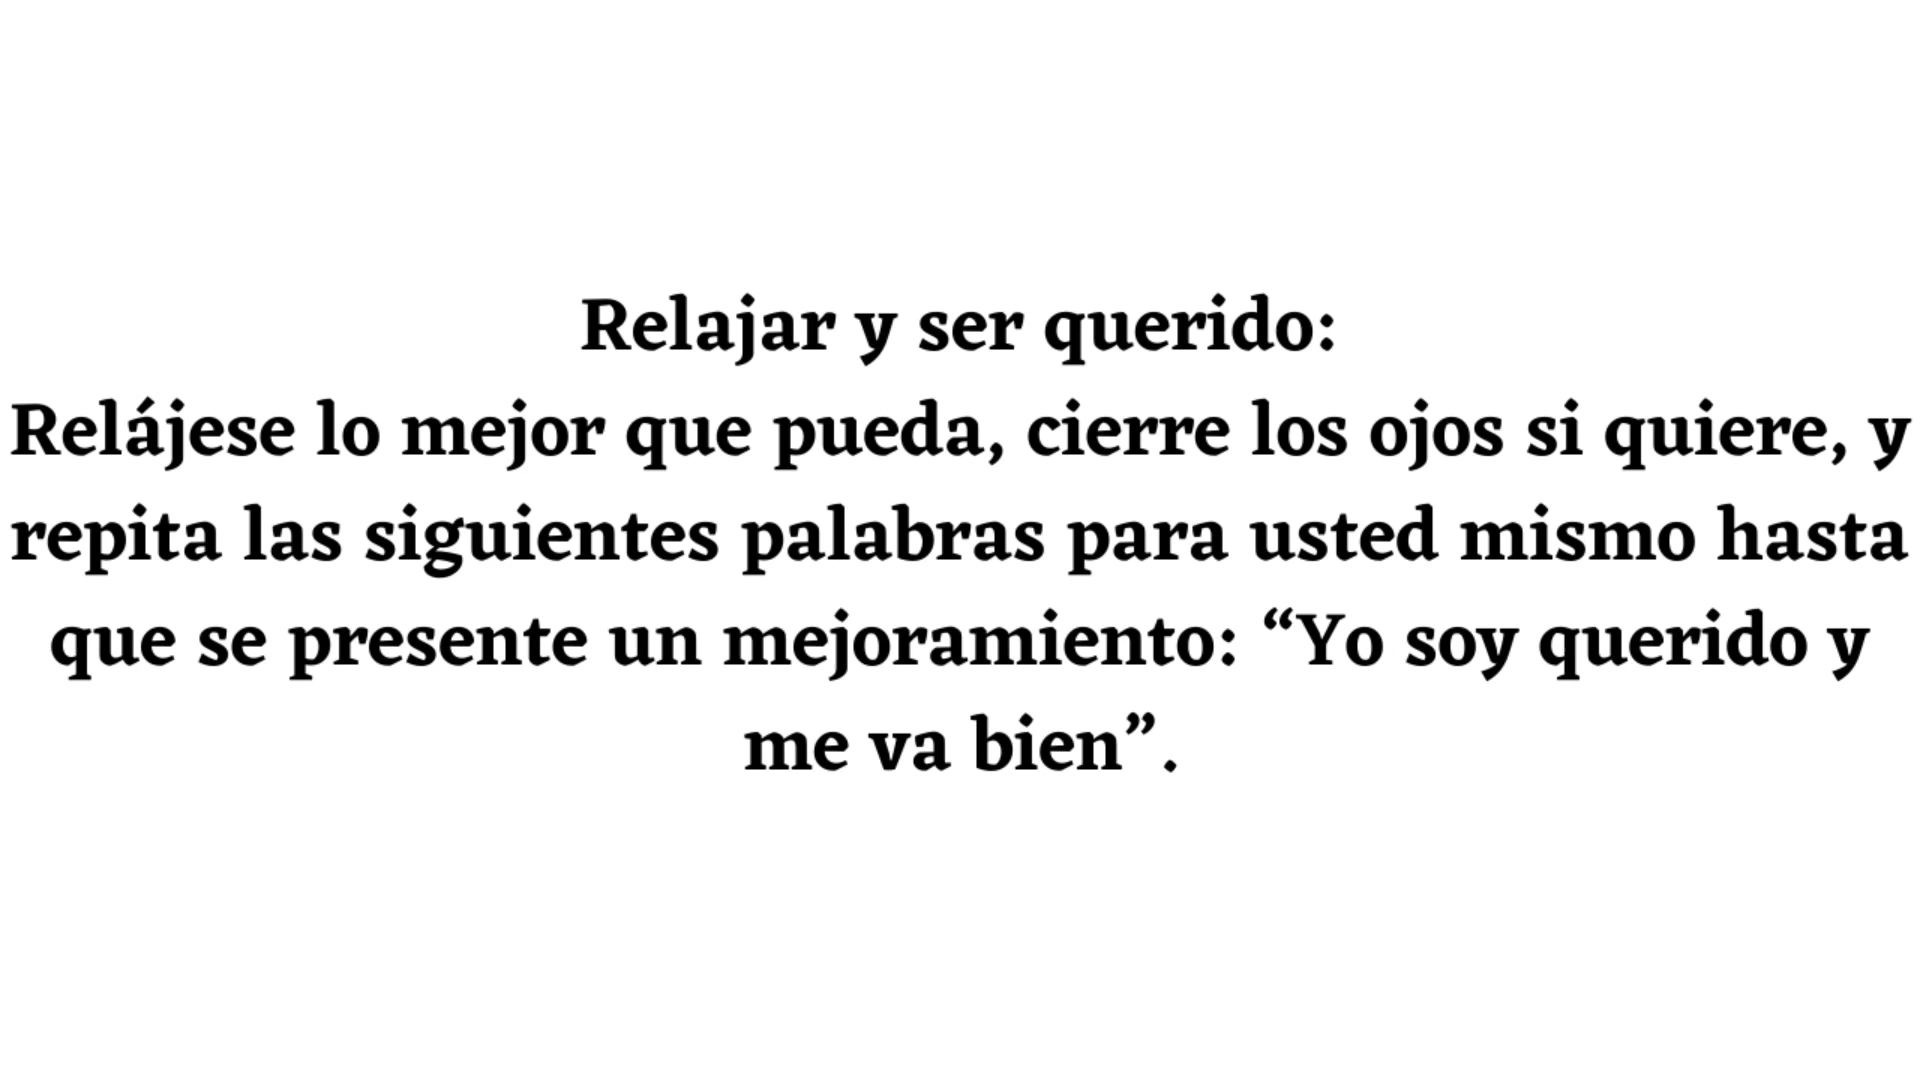 Relajar y ser querido:
Relájese lo mejor que pueda, cierre los ojos si quiere, y
repita las siguientes palabras para usted mismo hasta
que se presente un mejoramiento: “Yo soy querido y
me va bien”.